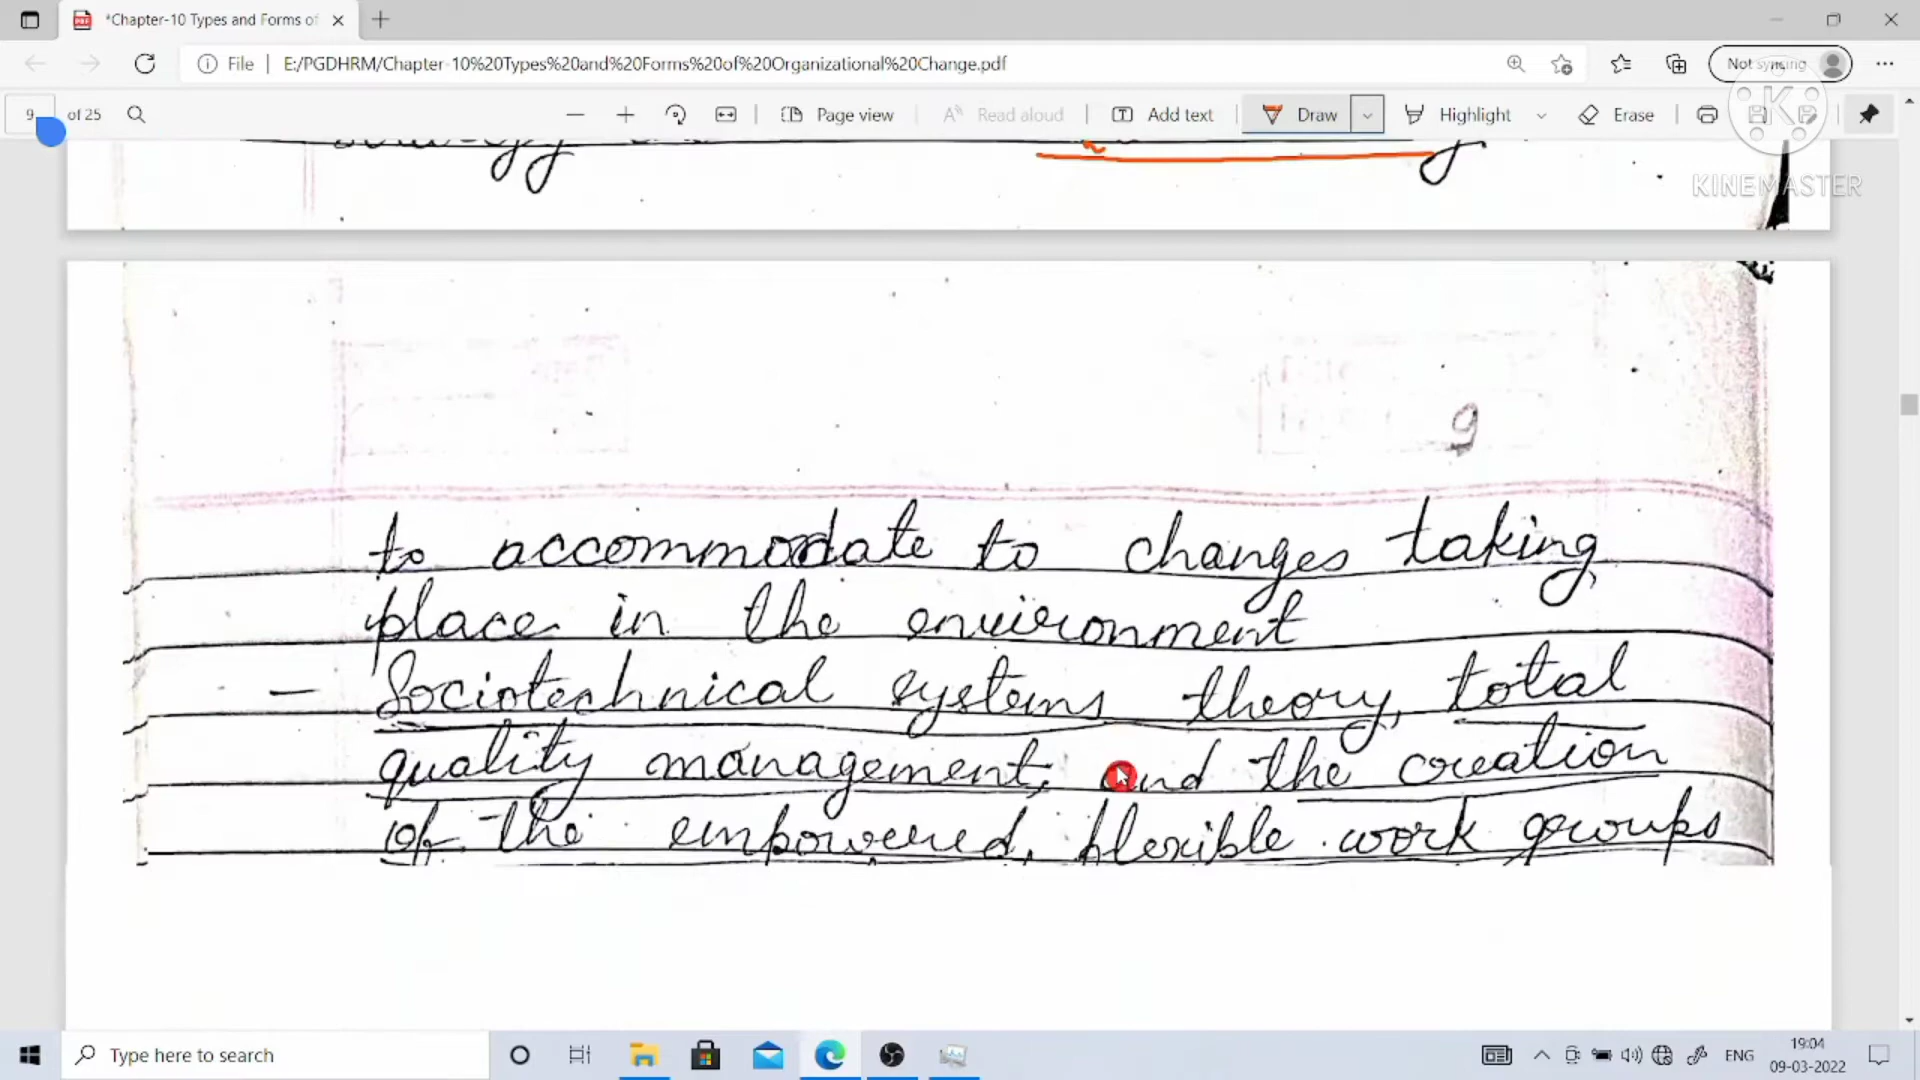 *Chapter-10 Types and Forms of
File E:/PGDHRM/Chapter-10%20Types%20and%20Forms%20of%20Organizational%20Change.pdf
Not syncing
9 of 25 Page view Read aloud Add text Draw Highlight Erase
KINEMASTER
9
to accommodate to changes taking
place in the environment
- Sociotechnical systems theory, total
quality management, and the creation
of the empowered, flexible work groups
Type here to search
ENG
19:04
09-03-2022